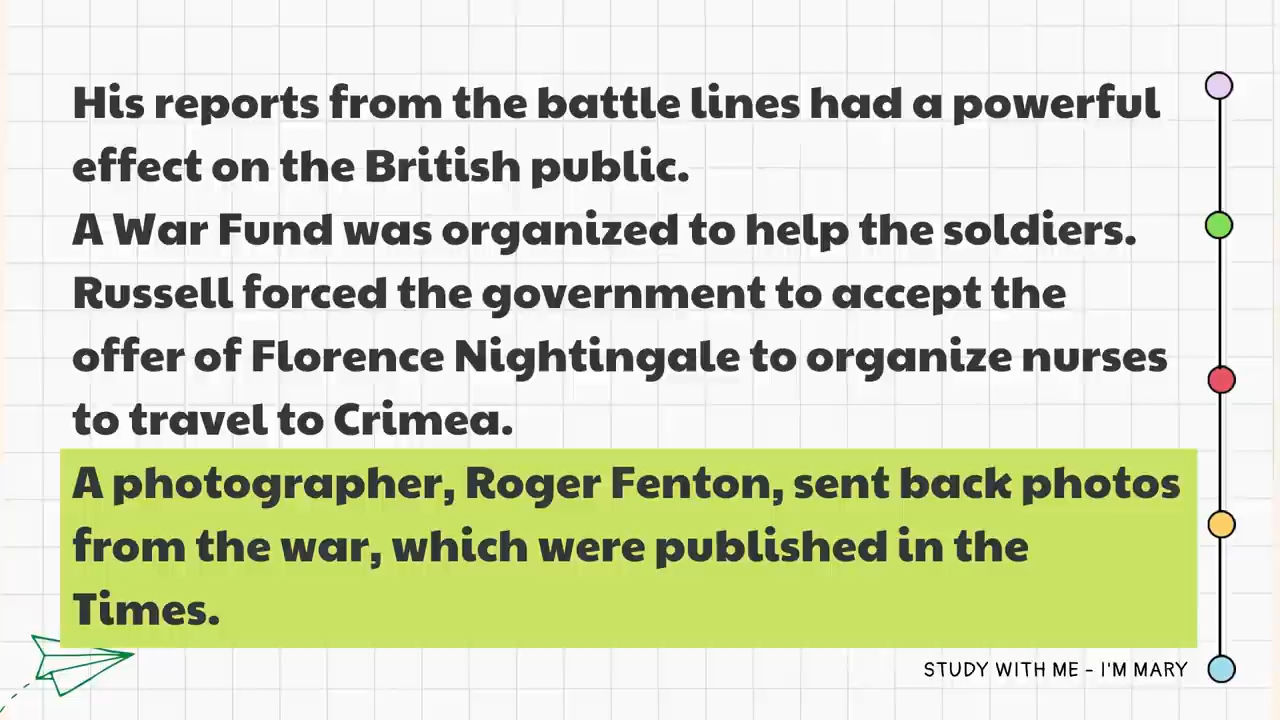 His reports from the battle lines had a powerful
effect on the British public.
A War Fund was organized to help the soldiers.
Russell forced the government to accept the
offer of Florence Nightingale to organize nurses
to travel to Crimea.
A photographer, Roger Fenton, sent back photos
from the war, which were published in the
Times.
STUDY WITH ME - I'M MARY